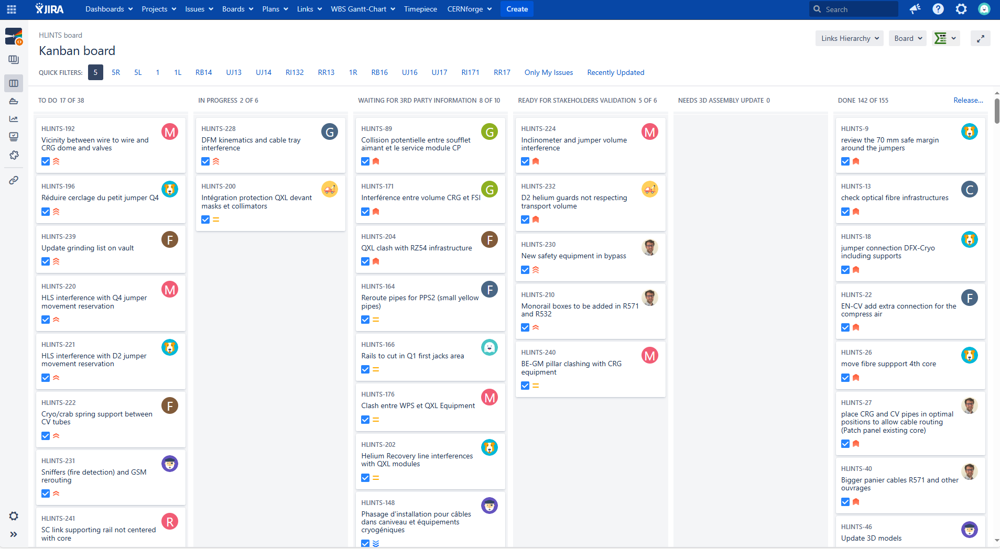 JIRA
Dashboards
Projects
Issues
Boards
Plans
Links
WBS Gantt-Chart
Timepiece
CERNforge
Create
Search
HLINTS board
Kanban board
Links Hierarchy
Board
QUICK FILTERS:
5
5R
5L
1
1L
RB14
UJ13
UJ14
RI132
RR13
1R
RB16
UJ16
UJ17
RI171
RR17
Only My Issues
Recently Updated
TO DO 17 OF 38
HLINTS-192
M
Vicinity between wire to wire and
CRG dome and valves
HLINTS-196
Réduire cerclage du petit jumper Q4
HLINTS-239
F
Update grinding list on vault
HLINTS-220
M
HLS interference with Q4 jumper
movement reservation
HLINTS-221
HLS interference with D2 jumper
movement reservation
HLINTS-222
F
Cryo/crab spring support between
CV tubes
HLINTS-231
Sniffers (fire detection) and GSM
rerouting
HLINTS-241
R
SC link supporting rail not centered
with core
IN PROGRESS 2 OF 6
HLINTS-228
G
DFM kinematics and cable tray
interference
HLINTS-200
Intégration protection QXL devant
masks et collimators
WAITING FOR 3RD PARTY INFORMATION 8 OF 10
HLINTS-89
G
Collision potentielle entre soufflet
aimant et le service module CP
HLINTS-171
G
Interférence entre volume CRG et FSI
HLINTS-204
F
QXL clash with RZ54 infrastructure
HLINTS-164
F
Reroute pipes for PPS2 (small yellow
pipes)
HLINTS-166
Rails to cut in Q1 first jacks area
HLINTS-176
M
Clash entre WPS et QXL Equipment
HLINTS-202
Helium Recovery line interferences
with QXL modules
HLINTS-148
Phasage d'installation pour câbles
dans caniveau et équipements
cryogéniques
READY FOR STAKEHOLDERS VALIDATION 5 OF 6
HLINTS-224
M
Inclinometer and jumper volume
interference
HLINTS-232
D2 helium guards not respecting
transport volume
HLINTS-230
New safety equipment in bypass
HLINTS-210
Monorail boxes to be added in R571
and R532
HLINTS-240
M
BE-GM pillar clashing with CRG
equipment
NEEDS 3D ASSEMBLY UPDATE 0
DONE 142 OF 155
Release...
HLINTS-9
review the 70 mm safe margin
around the jumpers
HLINTS-13
C
check optical fibre infrastructures
HLINTS-18
jumper connection DFX-Cryo
including supports
HLINTS-22
F
EN-CV add extra connection for the
compress air
HLINTS-26
move fibre suppport 4th core
HLINTS-27
place CRG and CV pipes in optimal
positions to allow cable routing
(Patch panel existing core)
HLINTS-40
Bigger panier cables R571 and other
ouvrages
HLINTS-46
Update 3D models